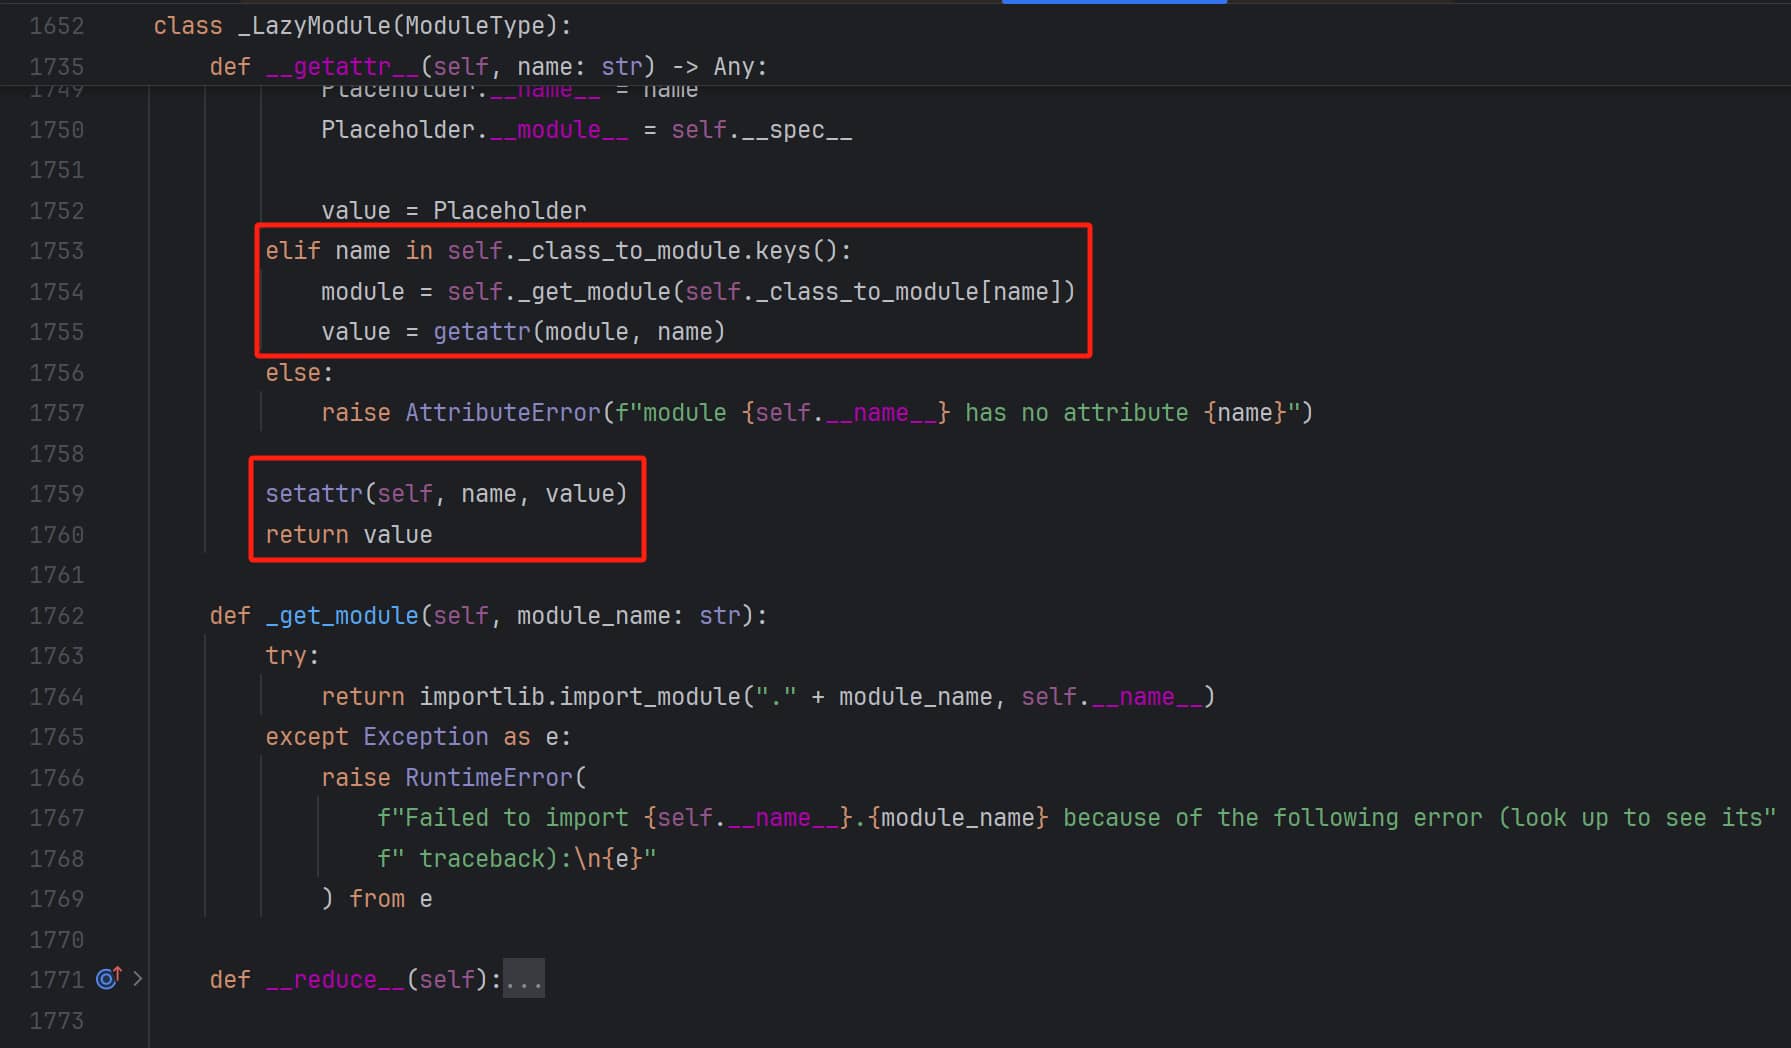 1652 class _LazyModule(ModuleType):
1735 def __getattr__(self, name: str) -> Any:
1749 Placeholder.__name__ = name
1750 Placeholder.__module__ = self.__spec__
1751
1752 value = Placeholder
1753 elif name in self._class_to_module.keys():
1754 module = self._get_module(self._class_to_module[name])
1755 value = getattr(module, name)
1756 else:
1757 raise AttributeError(f"module {self.__name__} has no attribute {name}")
1758
1759 setattr(self, name, value)
1760 return value
1761
1762 def _get_module(self, module_name: str):
1763 try:
1764 return importlib.import_module("." + module_name, self.__name__)
1765 except Exception as e:
1766 raise RuntimeError(
1767 f"Failed to import {self.__name__}.{module_name} because of the following error (look up to see its"
1768 f" traceback):\n{e}"
1769 ) from e
1770
1771 def __reduce__(self):...
1773